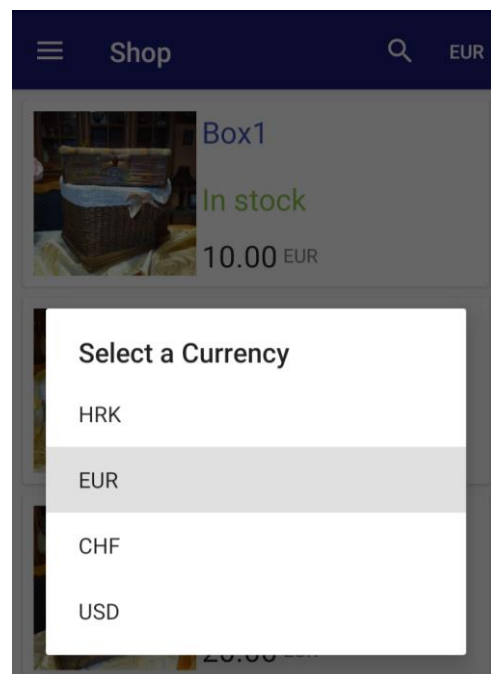 Shop EUR
Box1
In stock
10.00 EUR
Select a Currency
HRK
EUR
CHF
USD